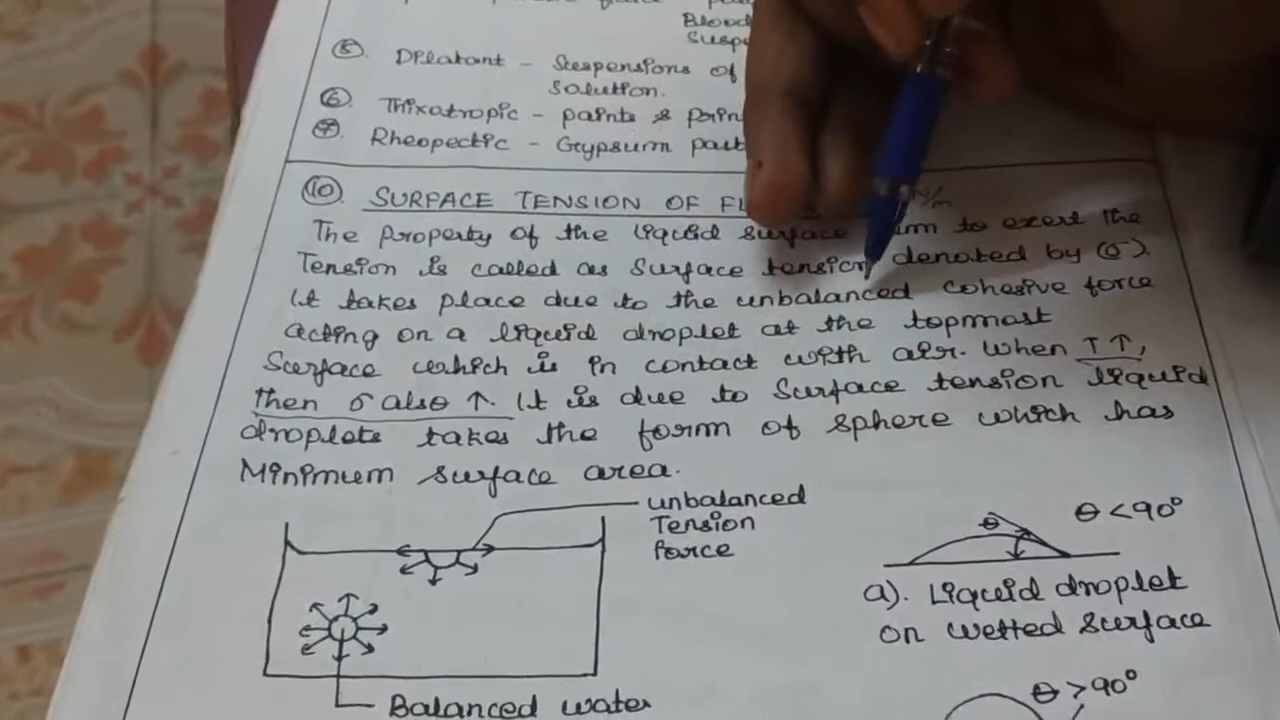 Blood
Suspe
(5). Dilatant - Suspensions of
Solution.
(6) Thixatropic - paints & prin
(7). Rheopectic - Gypsum past
(10). SURFACE TENSION OF FL N/m
The property of the liquid surface to exert the
Tension is called as Surface tension denoted by (σ).
It takes place due to the unbalanced cohesive force
acting on a liquid droplet at the topmost
Surface which is in contact with air. When T↑,
then σ also ↑. It is due to Surface tension liquid
droplets takes the form of sphere which has
Minimum surface area.
unbalanced
Tension
force
θ
θ < 90°
a). Liquid droplet
on wetted surface
θ > 90°
Balanced water